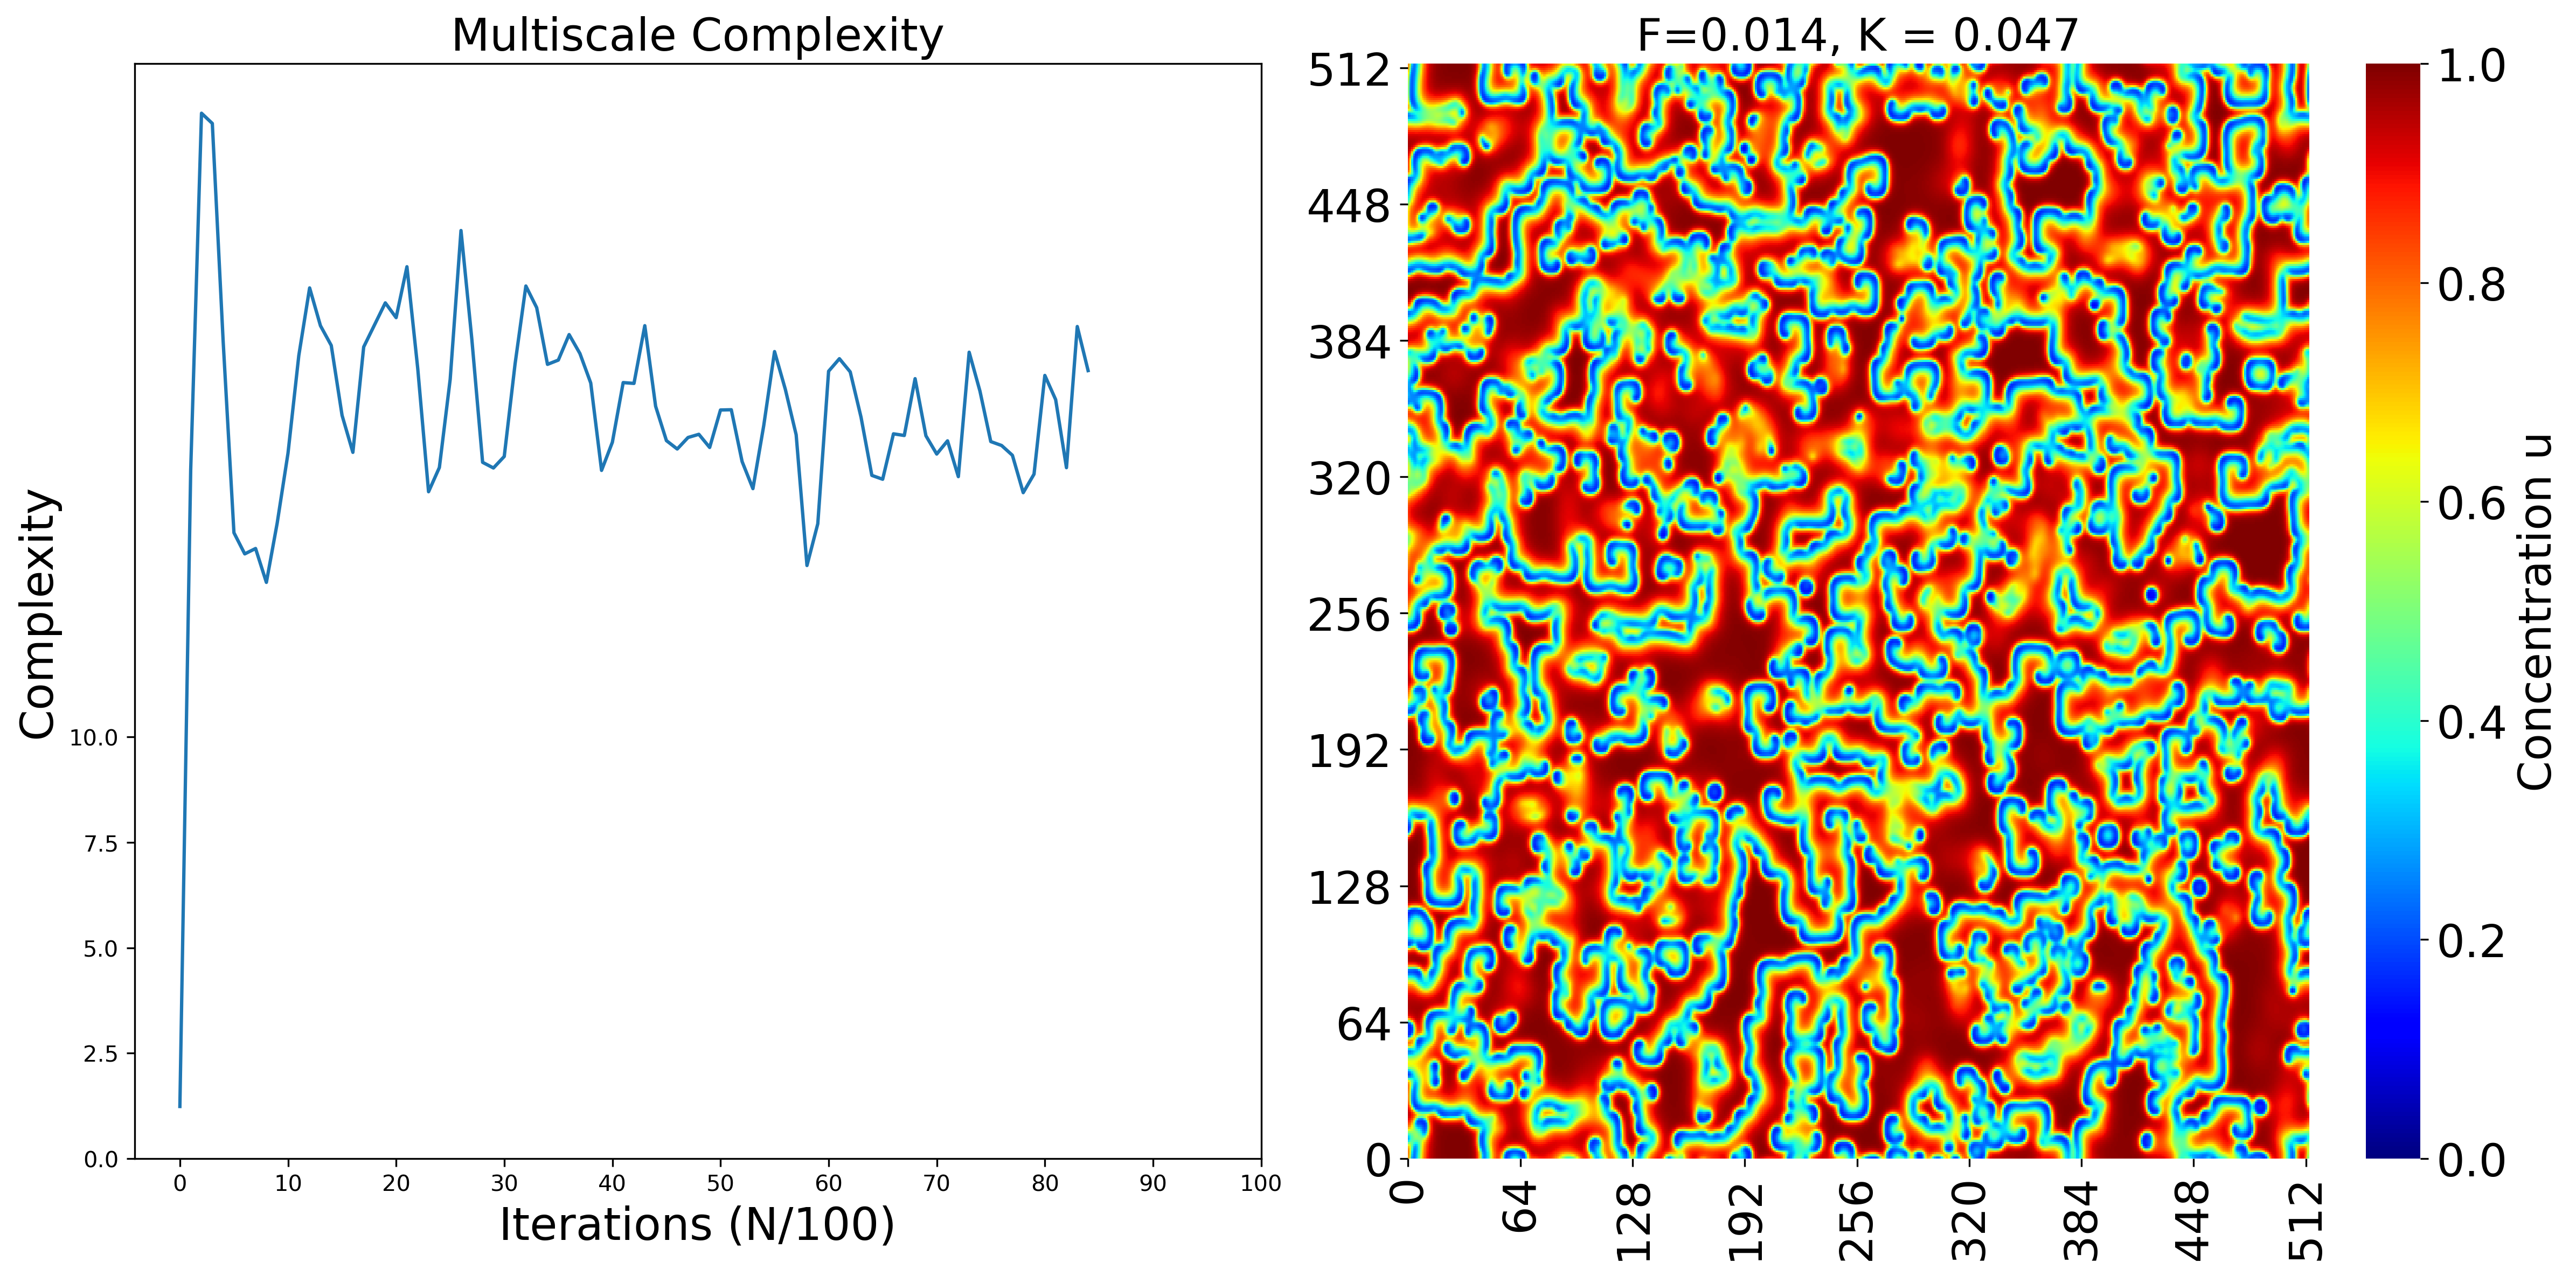 Multiscale Complexity
Complexity
10.0
7.5
5.0
2.5
0.0
0 10 20 30 40 50 60 70 80 90 100
Iterations (N/100)
F=0.014, K = 0.047
512
448
384
320
256
192
128
64
0
0 64 128 192 256 320 384 448 512
1.0
0.8
0.6
0.4
0.2
0.0
Concentration u